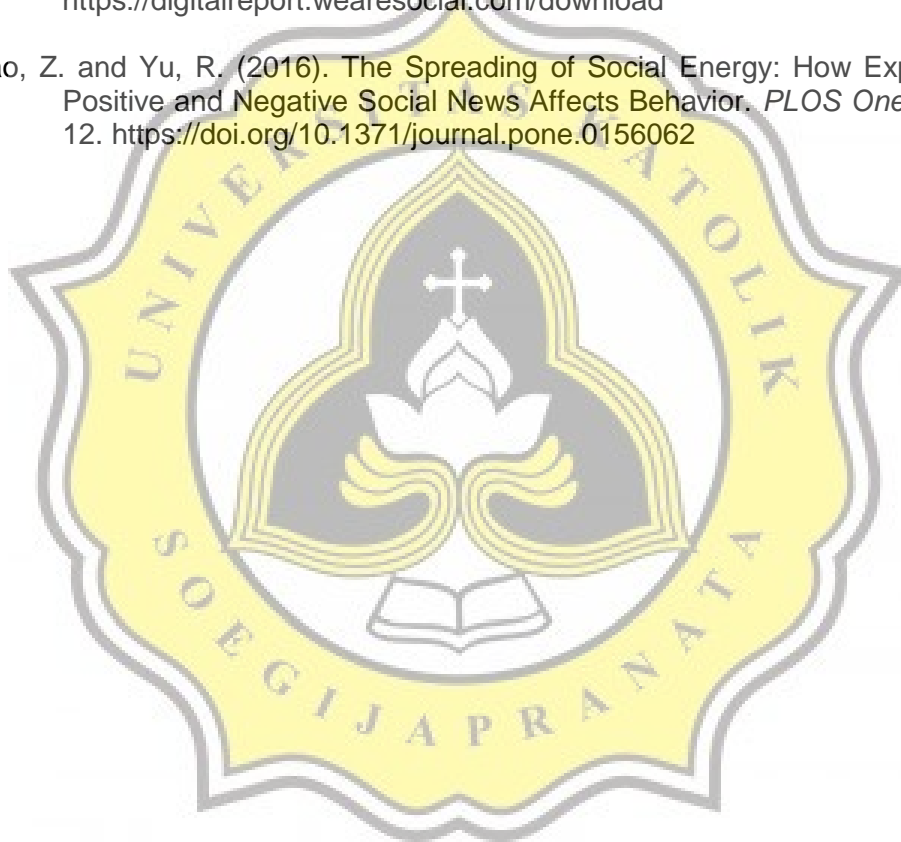 https://digitalreport.wearesocial.com/download
o, Z. and Yu, R. (2016). The Spreading of Social Energy: How Exp
Positive and Negative Social News Affects Behavior. PLOS One
12. https://doi.org/10.1371/journal.pone.0156062
UNIVERSITAS KATOLIK
SOEGIJAPRANATA